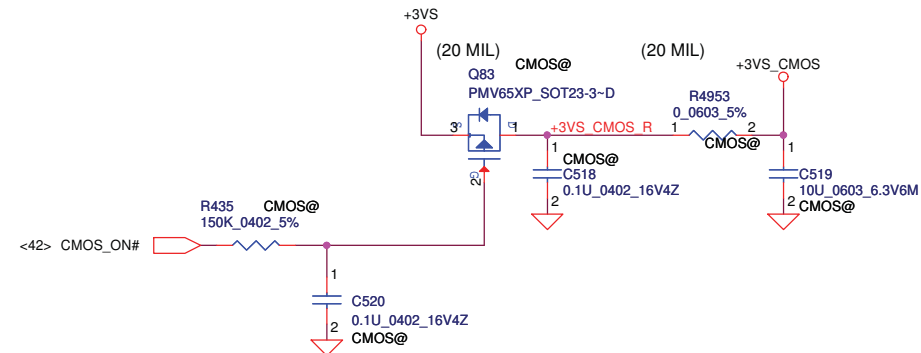 +3VS
(20 MIL)
(20 MIL)
Q83
CMOS@
PMV65XP_SOT23-3~D
+3VS_CMOS
R4953
0_0603_5%
3
S
D
1
+3VS_CMOS_R
1
2
CMOS@
G
2
1
CMOS@
C518
0.1U_0402_16V4Z
2
1
C519
10U_0603_6.3V6M
2
CMOS@
R435
CMOS@
150K_0402_5%
<42> CMOS_ON#
1
C520
0.1U_0402_16V4Z
2
CMOS@